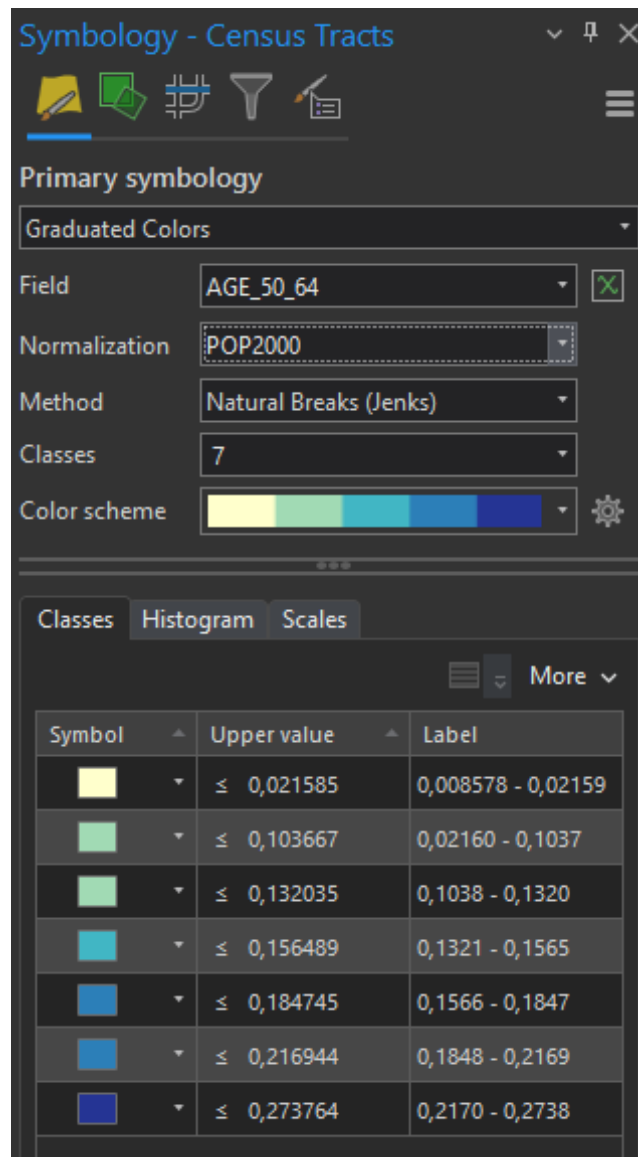 Symbology - Census Tracts
Primary symbology
Graduated Colors
Field AGE_50_64
Normalization POP2000
Method Natural Breaks (Jenks)
Classes 7
Color scheme
Classes Histogram Scales
More
Symbol Upper value Label
≤ 0,021585 0,008578 - 0,02159
≤ 0,103667 0,02160 - 0,1037
≤ 0,132035 0,1038 - 0,1320
≤ 0,156489 0,1321 - 0,1565
≤ 0,184745 0,1566 - 0,1847
≤ 0,216944 0,1848 - 0,2169
≤ 0,273764 0,2170 - 0,2738